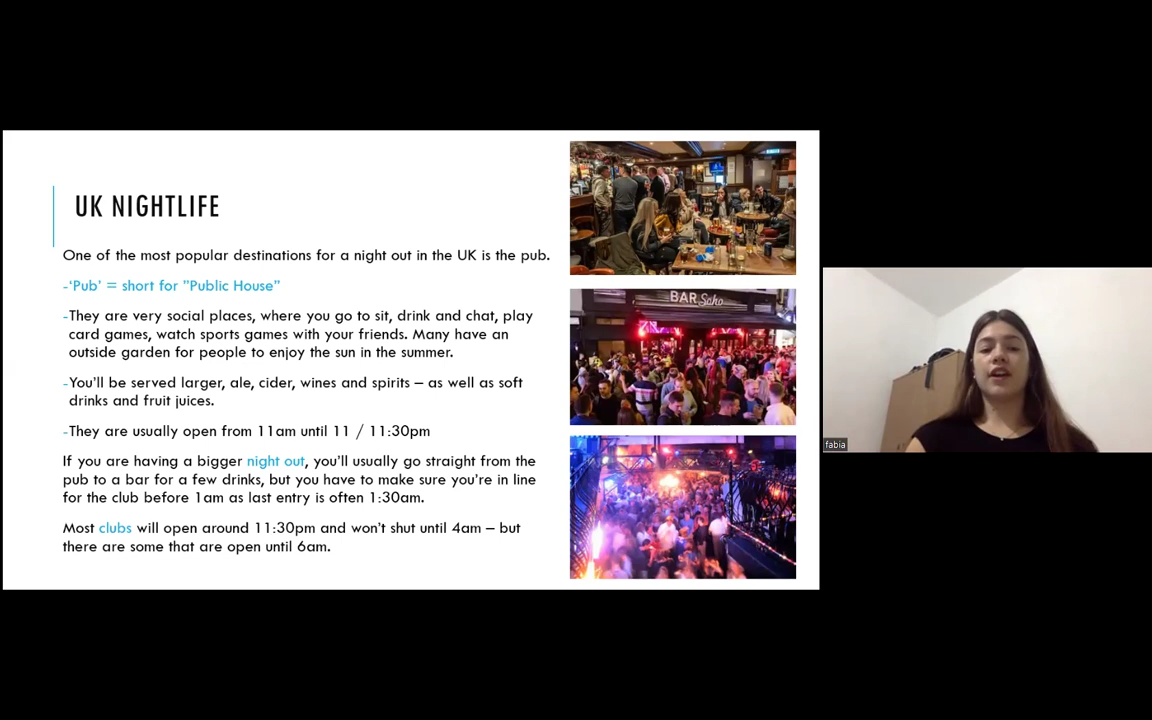 UK NIGHTLIFE
One of the most popular destinations for a night out in the UK is the pub.
-‘Pub’ = short for ”Public House”
-They are very social places, where you go to sit, drink and chat, play
card games, watch sports games with your friends. Many have an
outside garden for people to enjoy the sun in the summer.
-You’ll be served larger, ale, cider, wines and spirits – as well as soft
drinks and fruit juices.
-They are usually open from 11am until 11 / 11:30pm
If you are having a bigger night out, you’ll usually go straight from the
pub to a bar for a few drinks, but you have to make sure you’re in line
for the club before 1am as last entry is often 1:30am.
Most clubs will open around 11:30pm and won’t shut until 4am – but
there are some that are open until 6am.
BAR Soho
fabia